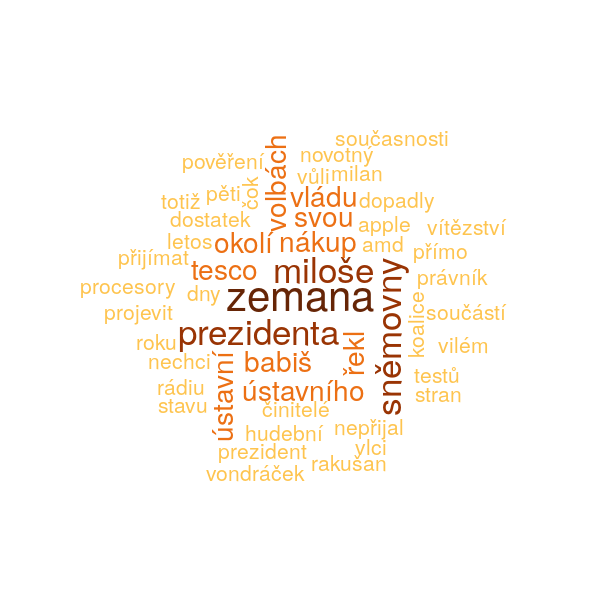 současnosti
novotný
pověření
volbách
vůli
milan
čok
pěti
totiž
vládu
dopadly
dostatek
svou
apple
vítězství
letos
okolí
nákup
amd
přímo
přijímat
tesco
miloše
právník
procesory
dny
zemana
sněmovny
projevit
prezidenta
koalice
součástí
roku
řekl
vilém
nechci
ústavní
babiš
testů
rádiu
ústavního
stran
stavu
činitelé
hudební
nepřijal
prezident
ylci
vondráček
rakušan